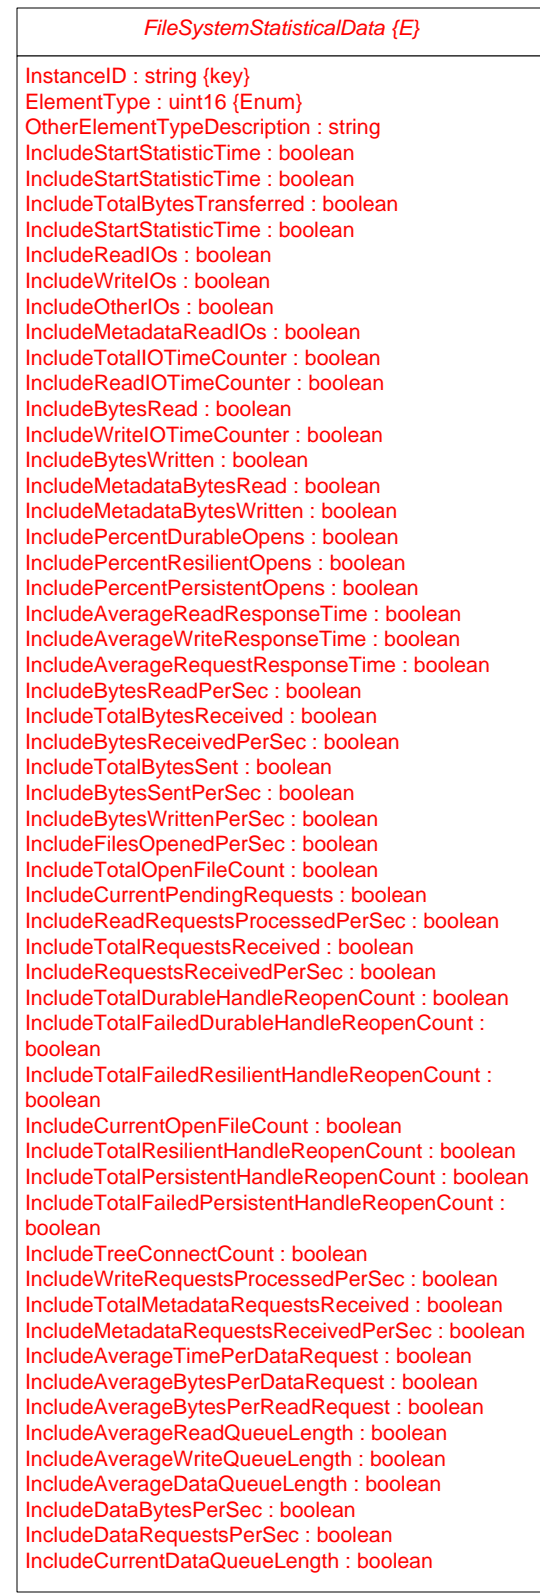 FileSystemStatisticalData {E}
InstanceID : string {key}
ElementType : uint16 {Enum}
OtherElementTypeDescription : string
IncludeStartStatisticTime : boolean
IncludeStartStatisticTime : boolean
IncludeTotalBytesTransferred : boolean
IncludeStartStatisticTime : boolean
IncludeReadIOs : boolean
IncludeWriteIOs : boolean
IncludeOtherIOs : boolean
IncludeMetadataReadIOs : boolean
IncludeTotalIOTimeCounter : boolean
IncludeReadIOTimeCounter : boolean
IncludeBytesRead : boolean
IncludeWriteIOTimeCounter : boolean
IncludeBytesWritten : boolean
IncludeMetadataBytesRead : boolean
IncludeMetadataBytesWritten : boolean
IncludePercentDurableOpens : boolean
IncludePercentResilientOpens : boolean
IncludePercentPersistentOpens : boolean
IncludeAverageReadResponseTime : boolean
IncludeAverageWriteResponseTime : boolean
IncludeAverageRequestResponseTime : boolean
IncludeBytesReadPerSec : boolean
IncludeTotalBytesReceived : boolean
IncludeBytesReceivedPerSec : boolean
IncludeTotalBytesSent : boolean
IncludeBytesSentPerSec : boolean
IncludeBytesWrittenPerSec : boolean
IncludeFilesOpenedPerSec : boolean
IncludeTotalOpenFileCount : boolean
IncludeCurrentPendingRequests : boolean
IncludeReadRequestsProcessedPerSec : boolean
IncludeTotalRequestsReceived : boolean
IncludeRequestsReceivedPerSec : boolean
IncludeTotalDurableHandleReopenCount : boolean
IncludeTotalFailedDurableHandleReopenCount :
boolean
IncludeTotalFailedResilientHandleReopenCount :
boolean
IncludeCurrentOpenFileCount : boolean
IncludeTotalResilientHandleReopenCount : boolean
IncludeTotalPersistentHandleReopenCount : boolean
IncludeTotalFailedPersistentHandleReopenCount :
boolean
IncludeTreeConnectCount : boolean
IncludeWriteRequestsProcessedPerSec : boolean
IncludeTotalMetadataRequestsReceived : boolean
IncludeMetadataRequestsReceivedPerSec : boolean
IncludeAverageTimePerDataRequest : boolean
IncludeAverageBytesPerDataRequest : boolean
IncludeAverageBytesPerReadRequest : boolean
IncludeAverageReadQueueLength : boolean
IncludeAverageWriteQueueLength : boolean
IncludeAverageDataQueueLength : boolean
IncludeDataBytesPerSec : boolean
IncludeDataRequestsPerSec : boolean
IncludeCurrentDataQueueLength : boolean